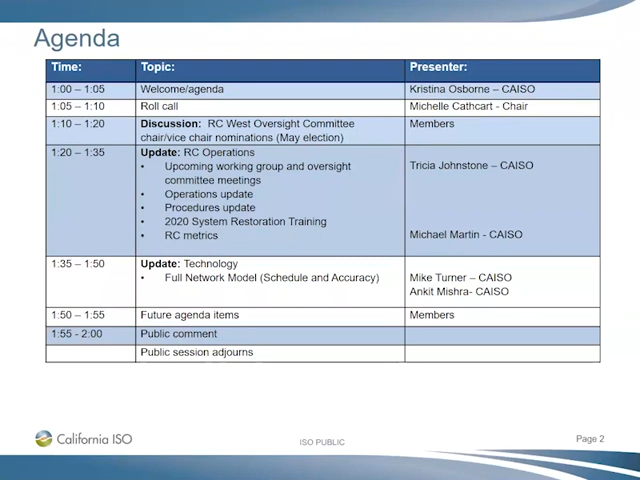 Agenda
Time: Topic: Presenter:
1:00 – 1:05 Welcome/agenda Kristina Osborne – CAISO
1:05 – 1:10 Roll call Michelle Cathcart - Chair
1:10 – 1:20 Discussion: RC West Oversight Committee Members
chair/vice chair nominations (May election)
1:20 – 1:35 Update: RC Operations
• Upcoming working group and oversight Tricia Johnstone – CAISO
committee meetings
• Operations update
• Procedures update
• 2020 System Restoration Training
• RC metrics Michael Martin - CAISO
1:35 – 1:50 Update: Technology
• Full Network Model (Schedule and Accuracy) Mike Turner – CAISO
Ankit Mishra- CAISO
1:50 – 1:55 Future agenda items Members
1:55 - 2:00 Public comment
Public session adjourns
California ISO
ISO PUBLIC
Page 2